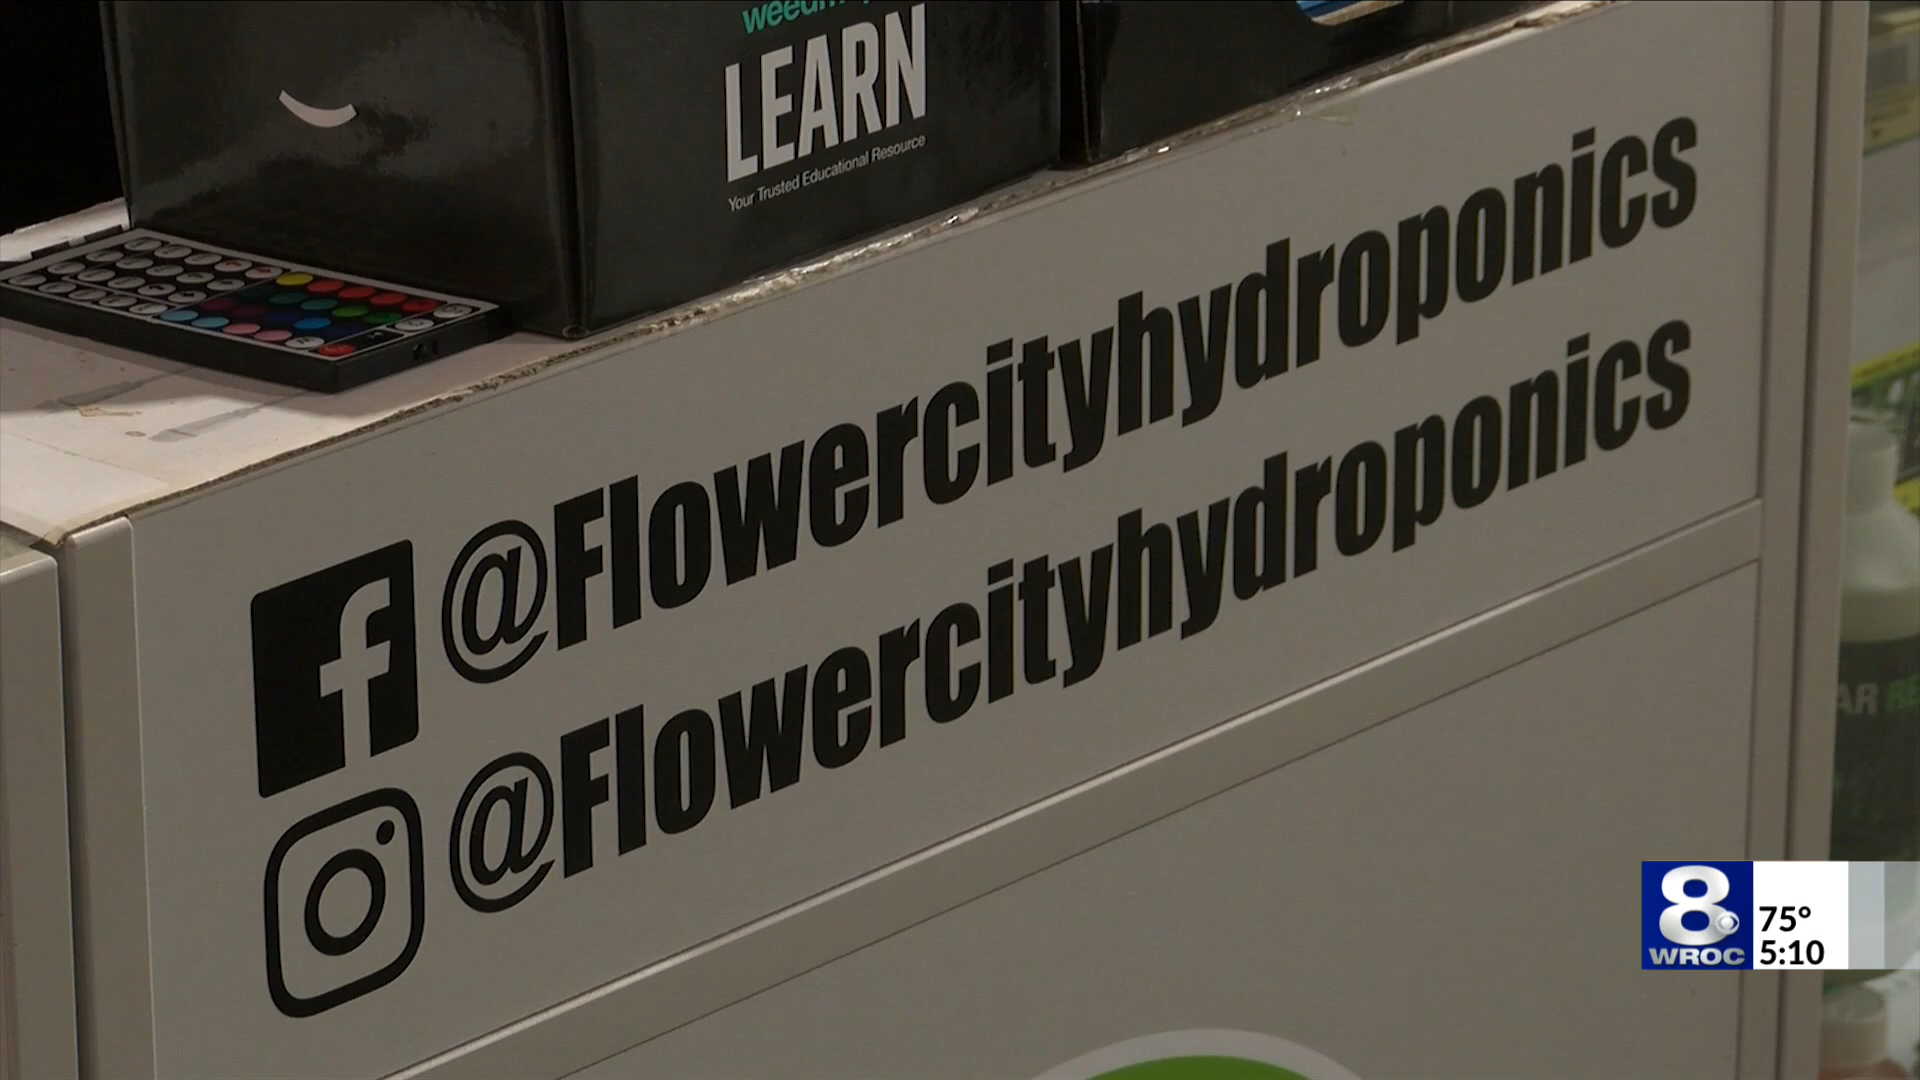 LEARN
Your Trusted Educational Resource
@Flowercityhydroponics
@Flowercityhydroponics
8
WROC
75°
5:10